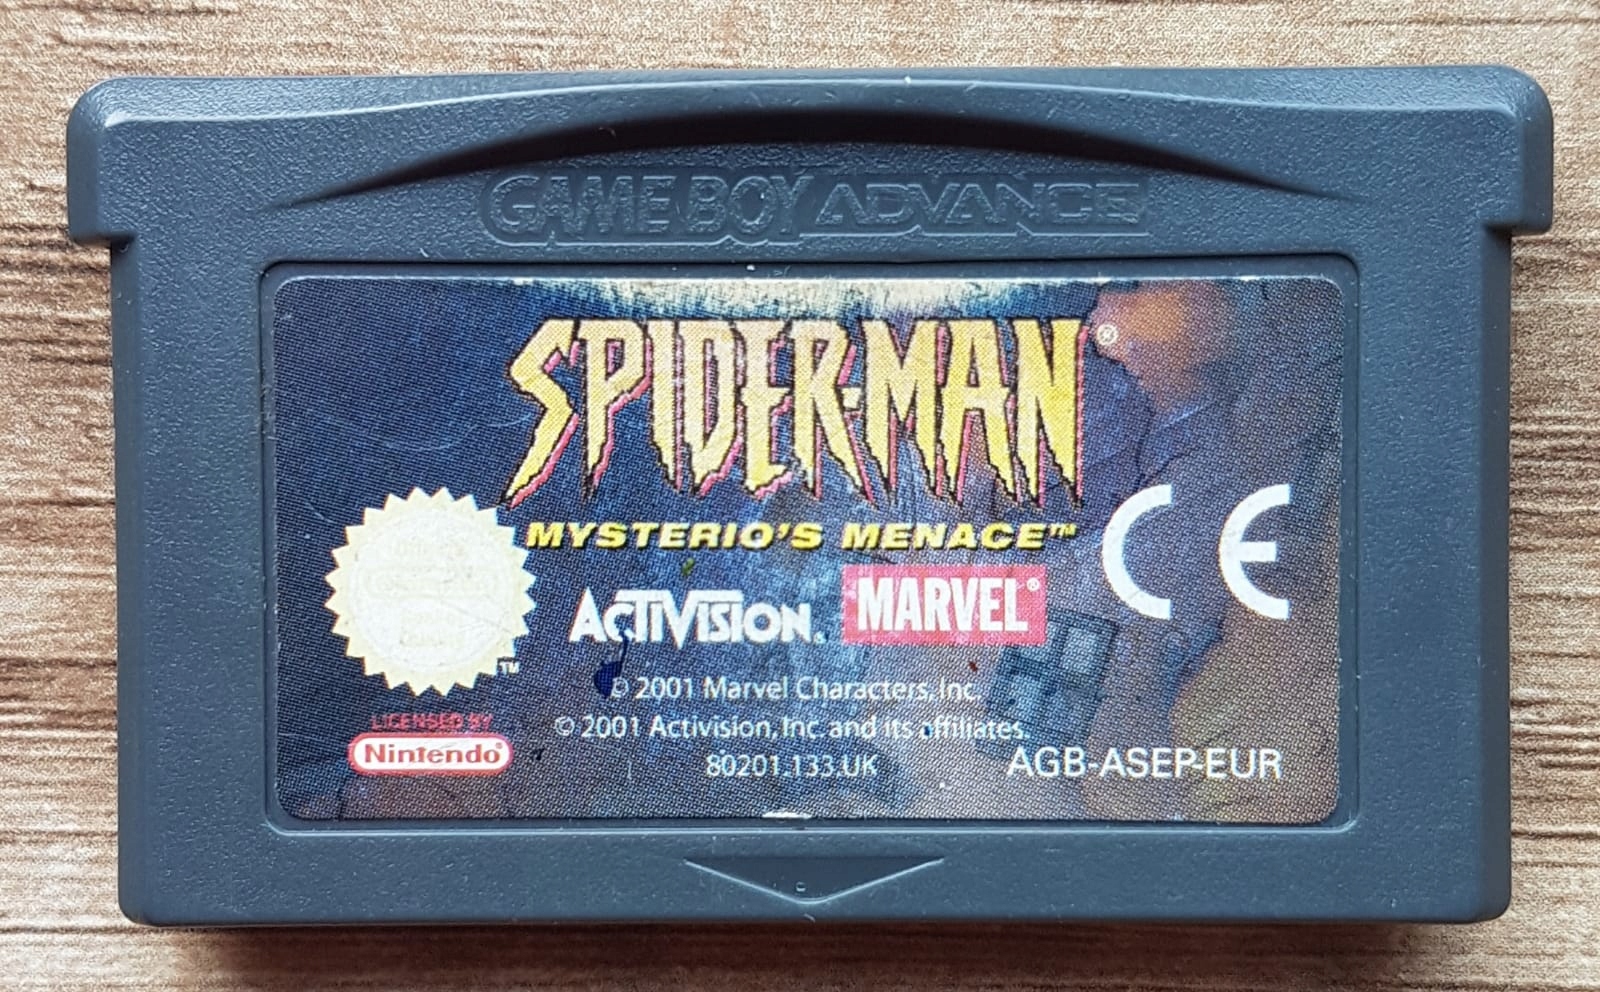 GAME BOY ADVANCE
SPIDER-MAN®
MYSTERIO'S MENACE™
CE
ACTIVISION.
MARVEL®
TM
© 2001 Marvel Characters, Inc.
© 2001 Activision, Inc. and its affiliates.
80201.133.UK
LICENSED BY
Nintendo®
AGB-ASEP-EUR